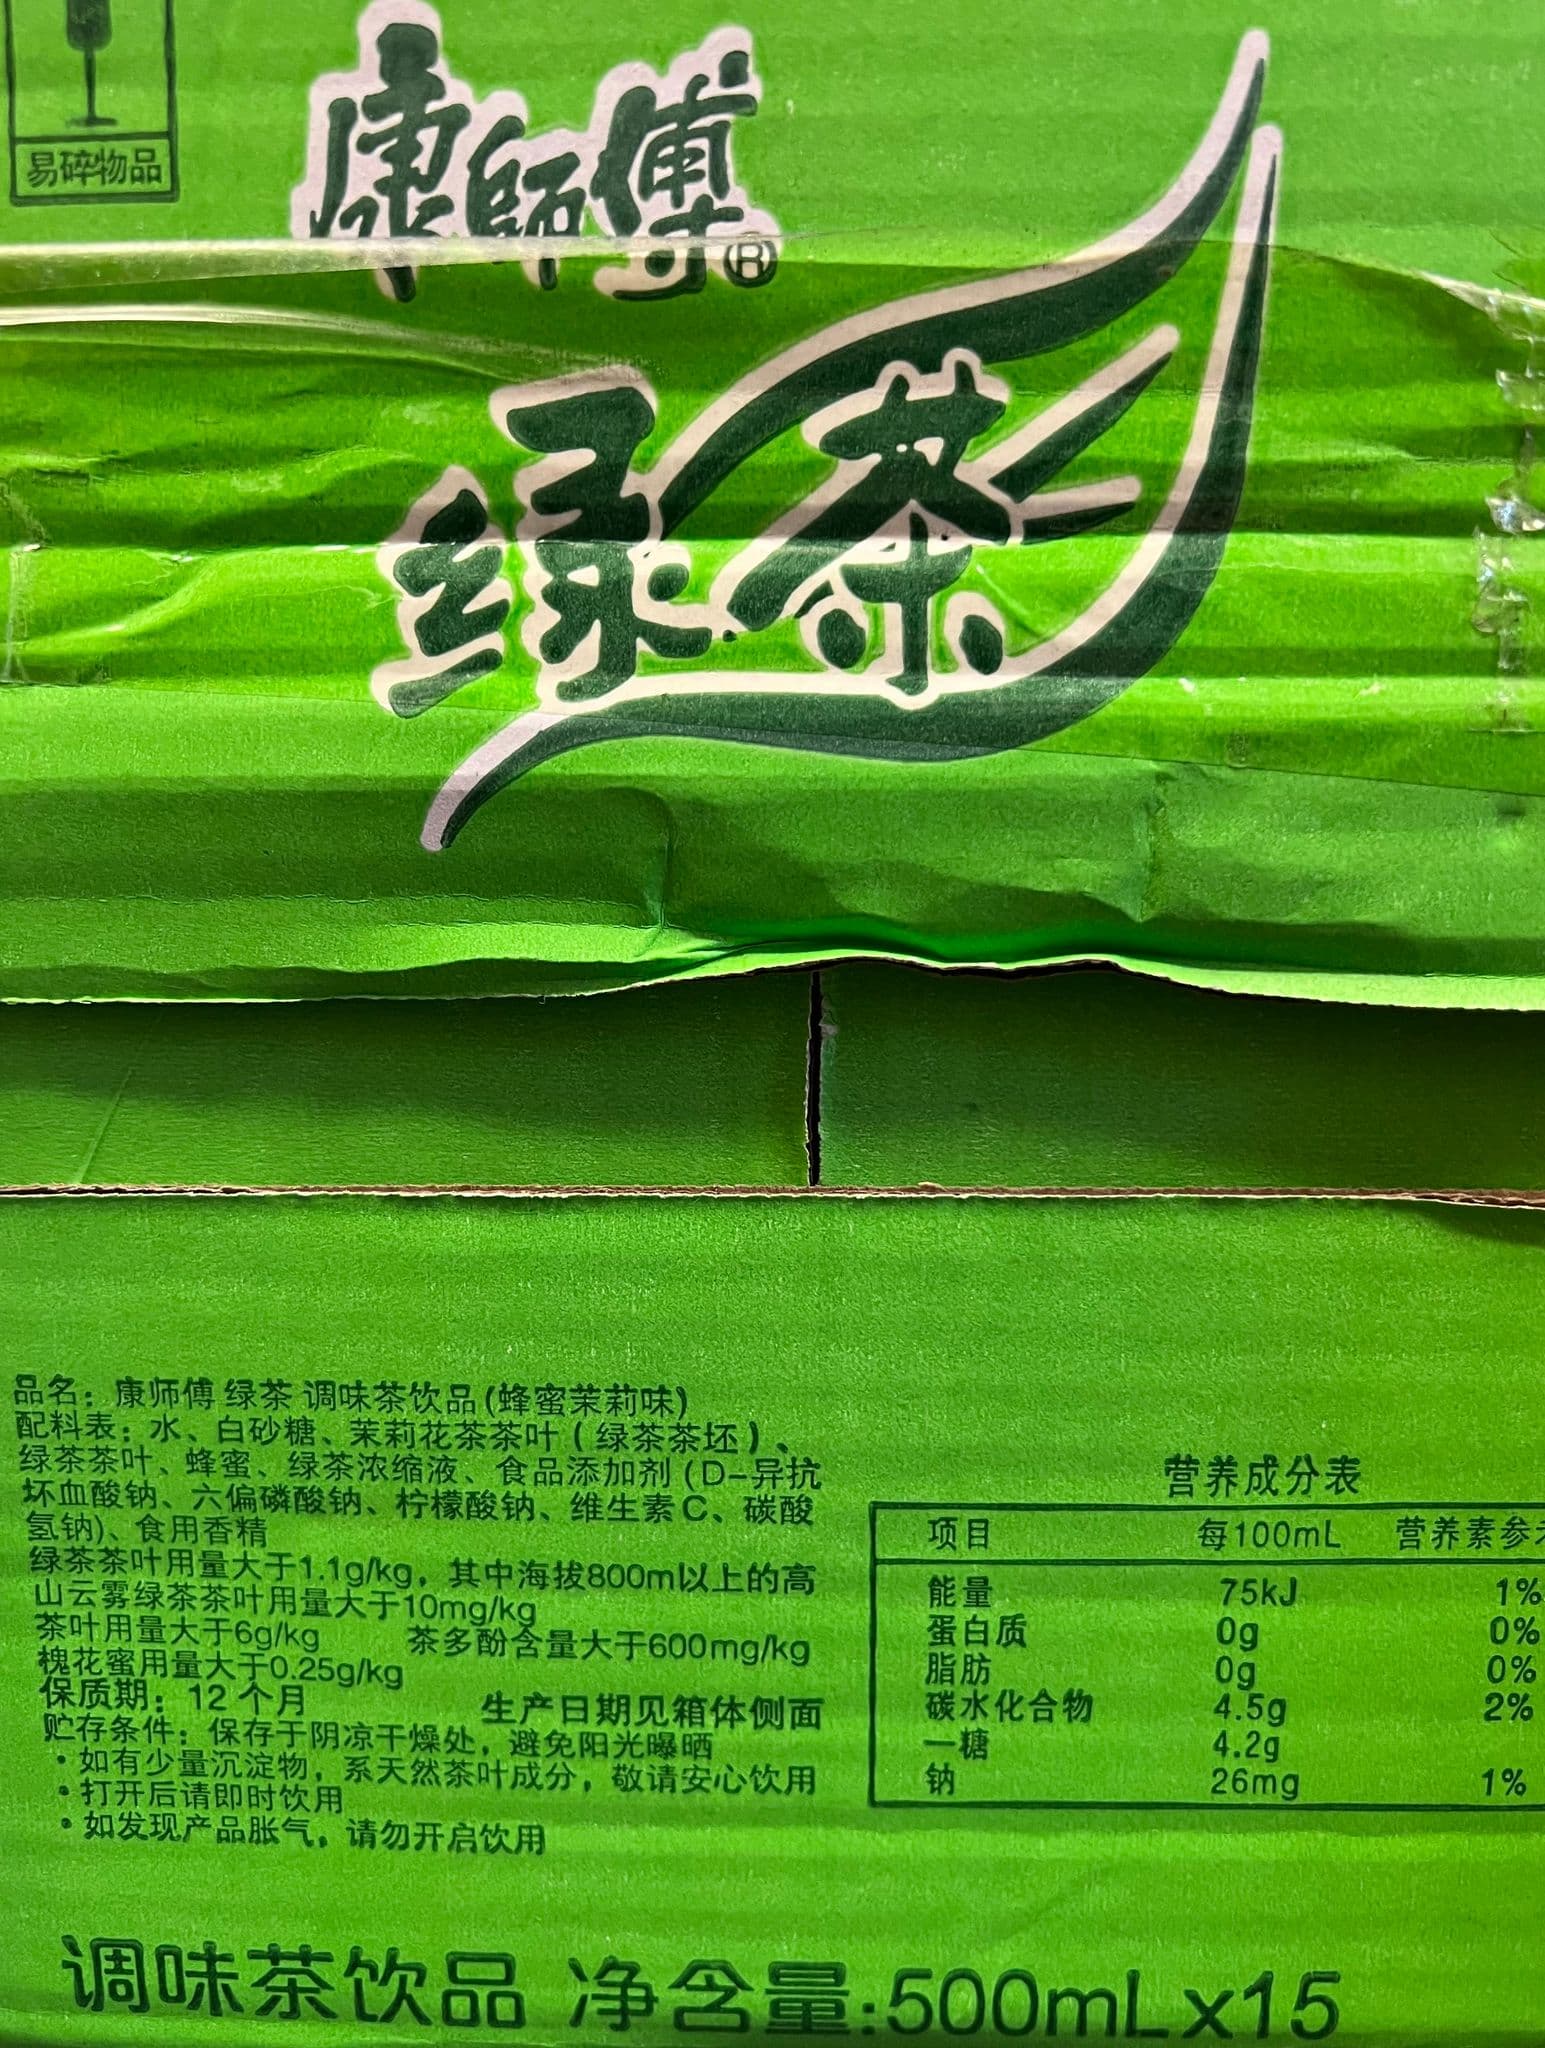 易碎物品
康師傅®
绿茶
品名：康师傅 绿茶 调味茶饮品(蜂蜜茉莉味)
配料表：水、白砂糖、茉莉花茶茶叶（绿茶茶坯）、
绿茶茶叶、蜂蜜、绿茶浓缩液、食品添加剂(D-异抗
坏血酸钠、六偏磷酸钠、柠檬酸钠、维生素C、碳酸
氢钠)、食用香精
绿茶茶叶用量大于1.1g/kg，其中海拔800m以上的高
山云雾绿茶茶叶用量大于10mg/kg
茶叶用量大于6g/kg 茶多酚含量大于600mg/kg
槐花蜜用量大于0.25g/kg
保质期：12个月 生产日期见箱体侧面
贮存条件：保存于阴凉干燥处，避免阳光曝晒
•如有少量沉淀物，系天然茶叶成分，敬请安心饮用
•打开后请即时饮用
•如发现产品胀气，请勿开启饮用
营养成分表
项目 每100mL 营养素参
能量 75kJ 1%
蛋白质 0g 0%
脂肪 0g 0%
碳水化合物 4.5g 2%
一糖 4.2g
钠 26mg 1%
调味茶饮品 净含量:500mL x15